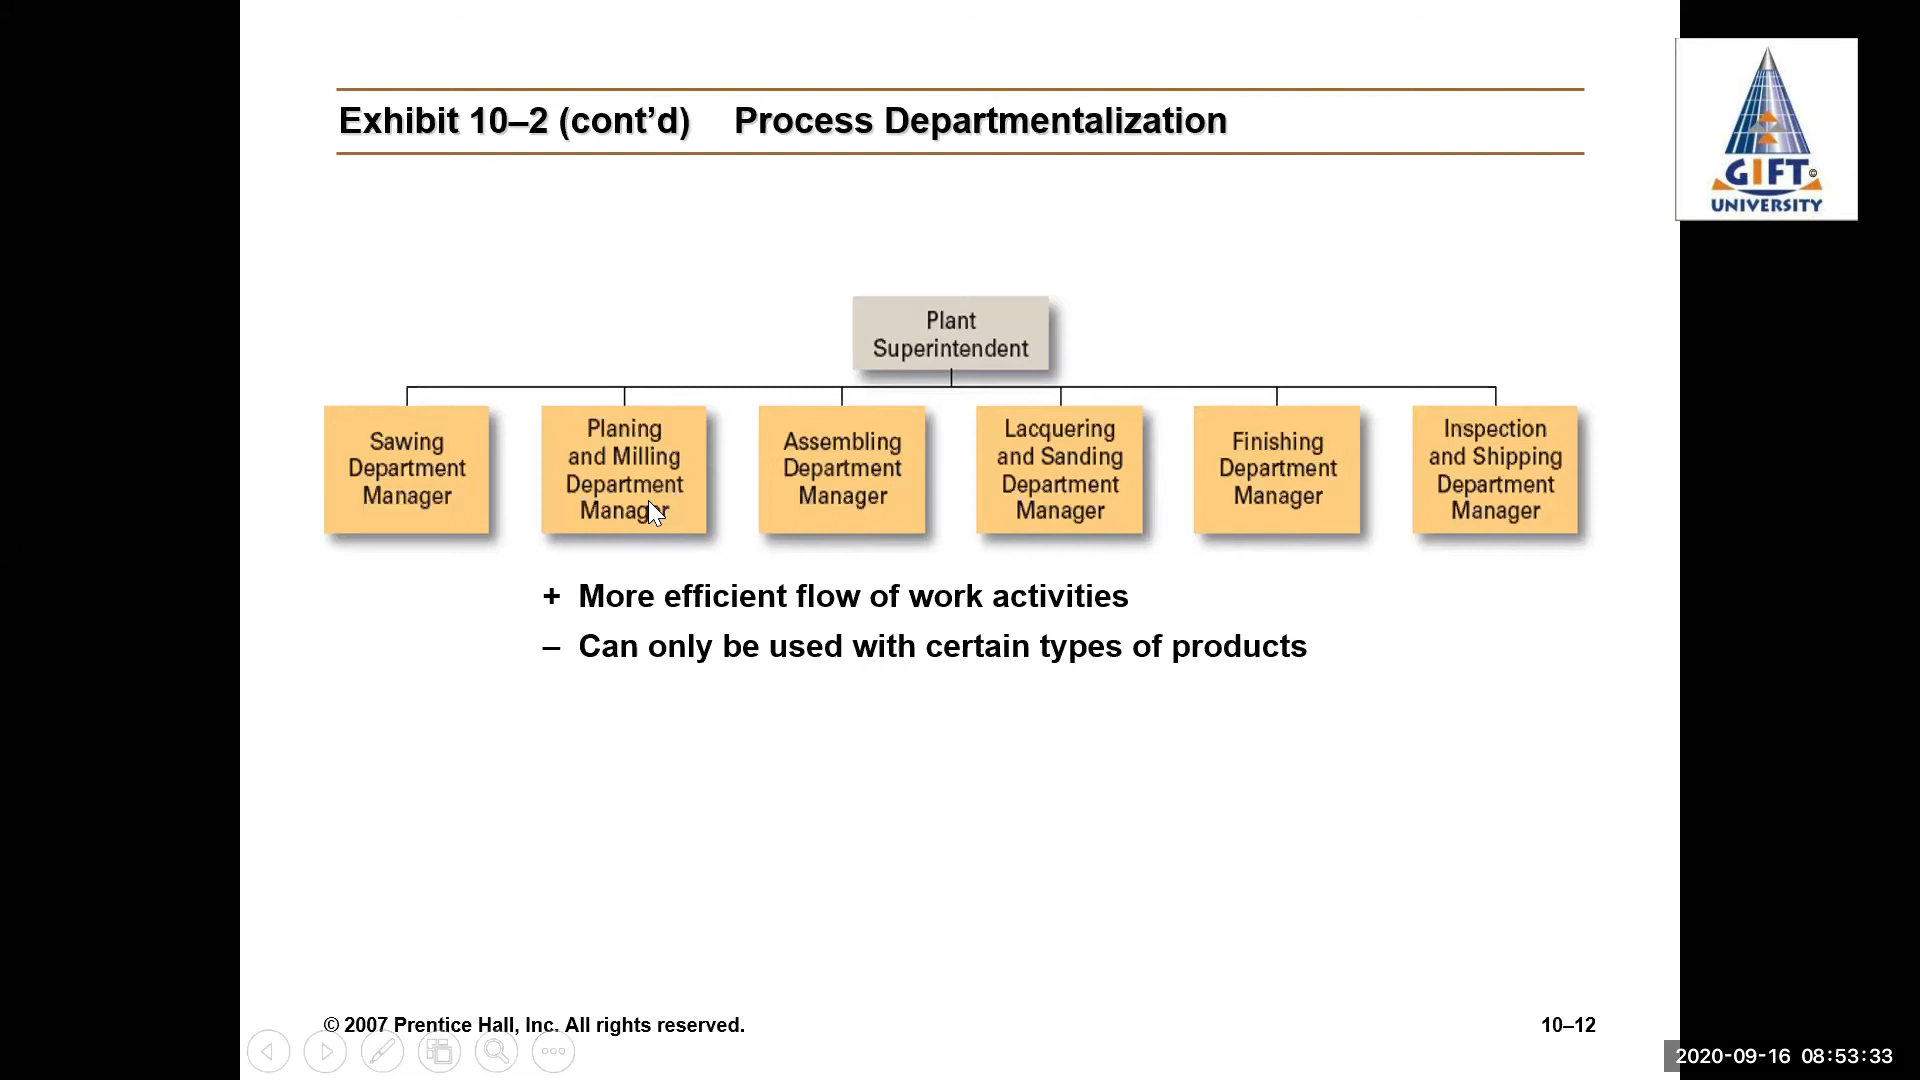 Exhibit 10–2 (cont’d) Process Departmentalization
GIFT©
UNIVERSITY
Plant
Superintendent
Sawing
Department
Manager
Planing
and Milling
Department
Manager
Assembling
Department
Manager
Lacquering
and Sanding
Department
Manager
Finishing
Department
Manager
Inspection
and Shipping
Department
Manager
+ More efficient flow of work activities
– Can only be used with certain types of products
© 2007 Prentice Hall, Inc. All rights reserved.
10–12
2020-09-16 08:53:33